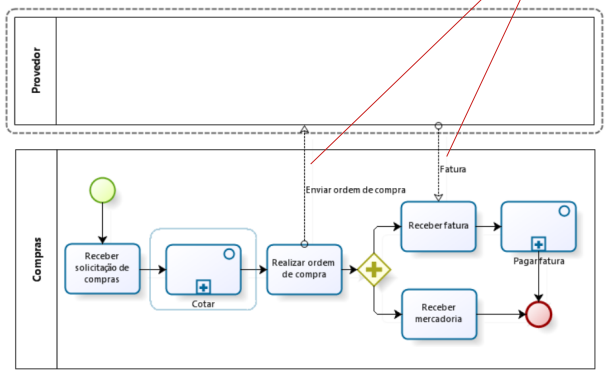 Provedor
Enviar ordem de compra
Fatura
Compras
Receber
solicitação de
compras
Cotar
Realizar ordem
de compra
Receber fatura
Pagar fatura
Receber
mercadoria